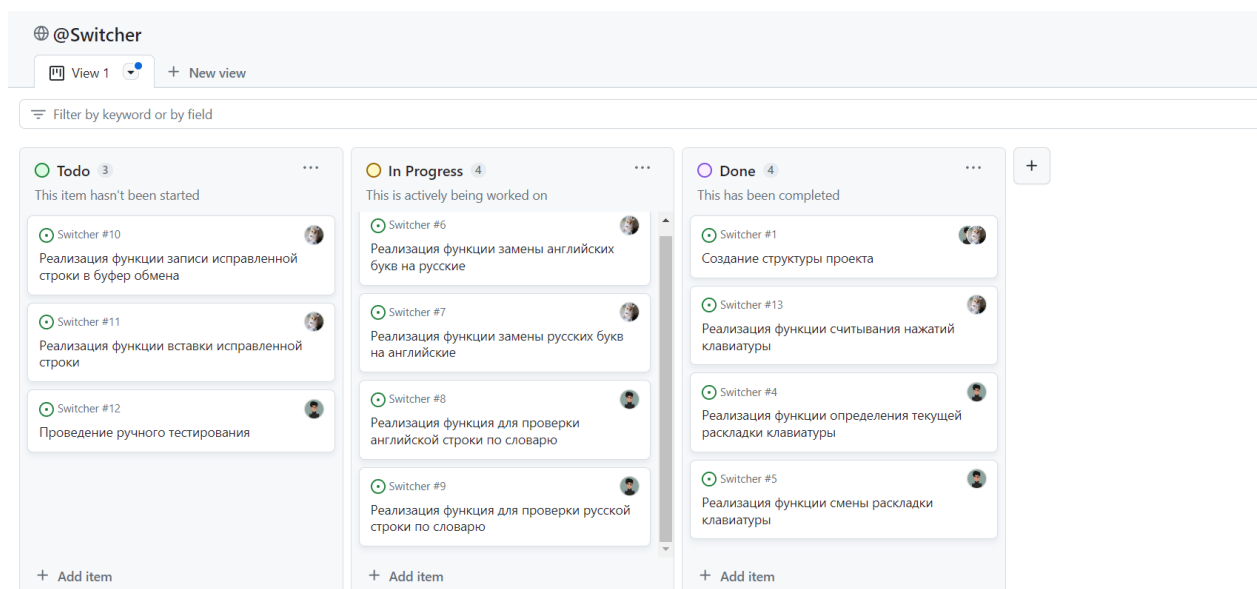 @Switcher
View 1
New view
Filter by keyword or by field
Todo 3
This item hasn't been started
Switcher #10
Реализация функции записи исправленной
строки в буфер обмена
Switcher #11
Реализация функции вставки исправленной
строки
Switcher #12
Проведение ручного тестирования
Add item
In Progress 4
This is actively being worked on
Switcher #6
Реализация функции замены английских
букв на русские
Switcher #7
Реализация функции замены русских букв
на английские
Switcher #8
Реализация функция для проверки
английской строки по словарю
Switcher #9
Реализация функция для проверки русской
строки по словарю
Add item
Done 4
This has been completed
Switcher #1
Создание структуры проекта
Switcher #13
Реализация функции считывания нажатий
клавиатуры
Switcher #4
Реализация функции определения текущей
раскладки клавиатуры
Switcher #5
Реализация функции смены раскладки
клавиатуры
Add item